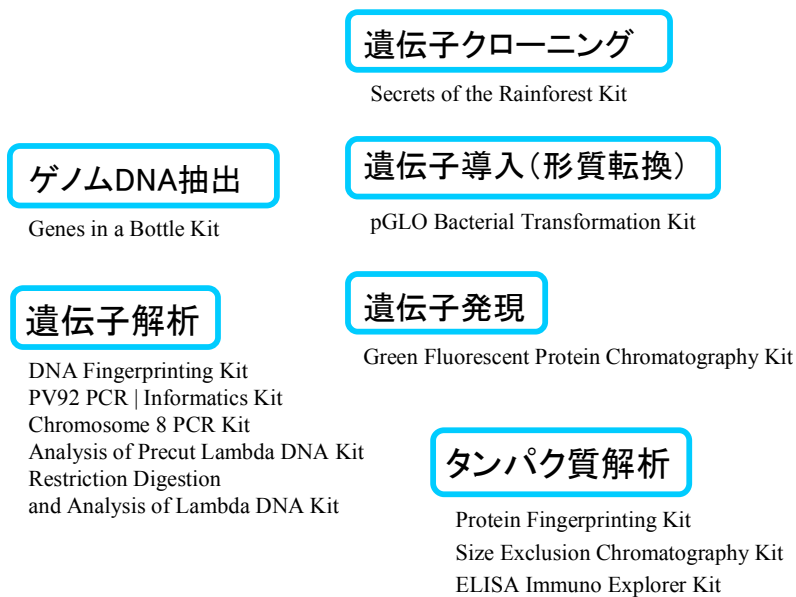 遺伝子クローニング
Secrets of the Rainforest Kit
ゲノムDNA抽出
Genes in a Bottle Kit
遺伝子導入(形質転換)
pGLO Bacterial Transformation Kit
遺伝子解析
DNA Fingerprinting Kit
PV92 PCR | Informatics Kit
Chromosome 8 PCR Kit
Analysis of Precut Lambda DNA Kit
Restriction Digestion
and Analysis of Lambda DNA Kit
遺伝子発現
Green Fluorescent Protein Chromatography Kit
タンパク質解析
Protein Fingerprinting Kit
Size Exclusion Chromatography Kit
ELISA Immuno Explorer Kit